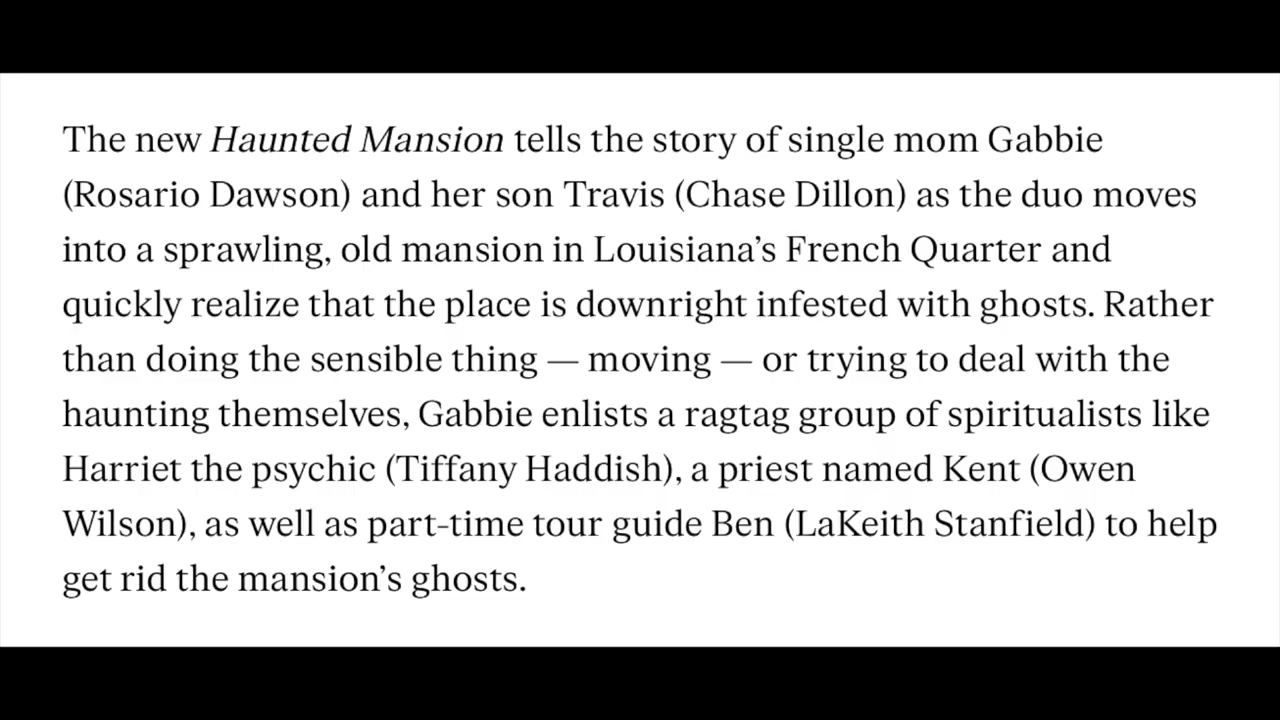 The new Haunted Mansion tells the story of single mom Gabbie
(Rosario Dawson) and her son Travis (Chase Dillon) as the duo moves
into a sprawling, old mansion in Louisiana’s French Quarter and
quickly realize that the place is downright infested with ghosts. Rather
than doing the sensible thing — moving — or trying to deal with the
haunting themselves, Gabbie enlists a ragtag group of spiritualists like
Harriet the psychic (Tiffany Haddish), a priest named Kent (Owen
Wilson), as well as part-time tour guide Ben (LaKeith Stanfield) to help
get rid the mansion’s ghosts.